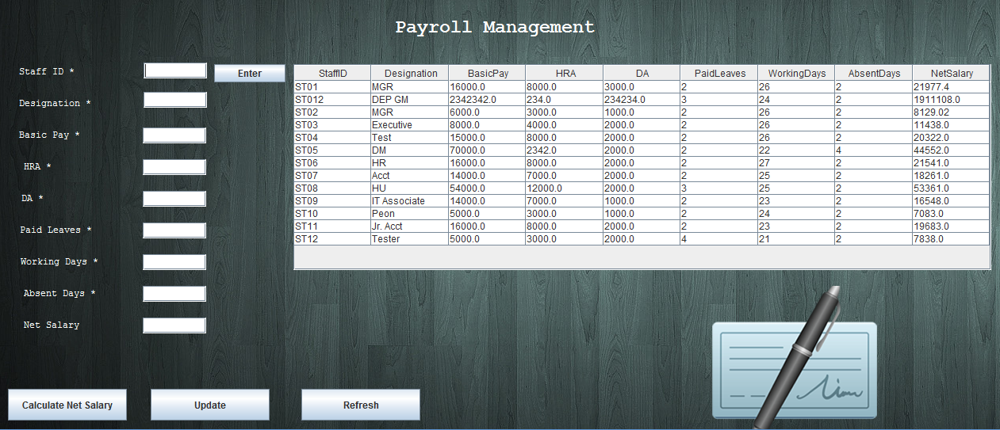 Payroll Management
Staff ID *
Enter
Designation *
Basic Pay *
HRA *
DA *
Paid Leaves *
Working Days *
Absent Days *
Net Salary
StaffID Designation BasicPay HRA DA PaidLeaves WorkingDays AbsentDays NetSalary
ST01 MGR 16000.0 8000.0 3000.0 2 26 2 21977.4
ST012 DEP GM 2342342.0 234.0 234234.0 3 24 2 1911108.0
ST02 MGR 6000.0 3000.0 1000.0 2 26 2 8129.02
ST03 Executive 8000.0 4000.0 2000.0 2 26 2 11438.0
ST04 Test 15000.0 8000.0 2000.0 2 26 2 20322.0
ST05 DM 70000.0 2342.0 2000.0 2 22 4 44552.0
ST06 HR 16000.0 8000.0 2000.0 2 27 2 21541.0
ST07 Acct 14000.0 7000.0 2000.0 2 25 2 18261.0
ST08 HU 54000.0 12000.0 2000.0 3 25 2 53361.0
ST09 IT Associate 14000.0 7000.0 1000.0 2 23 2 16548.0
ST10 Peon 5000.0 3000.0 1000.0 2 24 2 7083.0
ST11 Jr. Acct 16000.0 8000.0 2000.0 2 23 2 19683.0
ST12 Tester 5000.0 3000.0 2000.0 4 21 2 7838.0
Calculate Net Salary
Update
Refresh